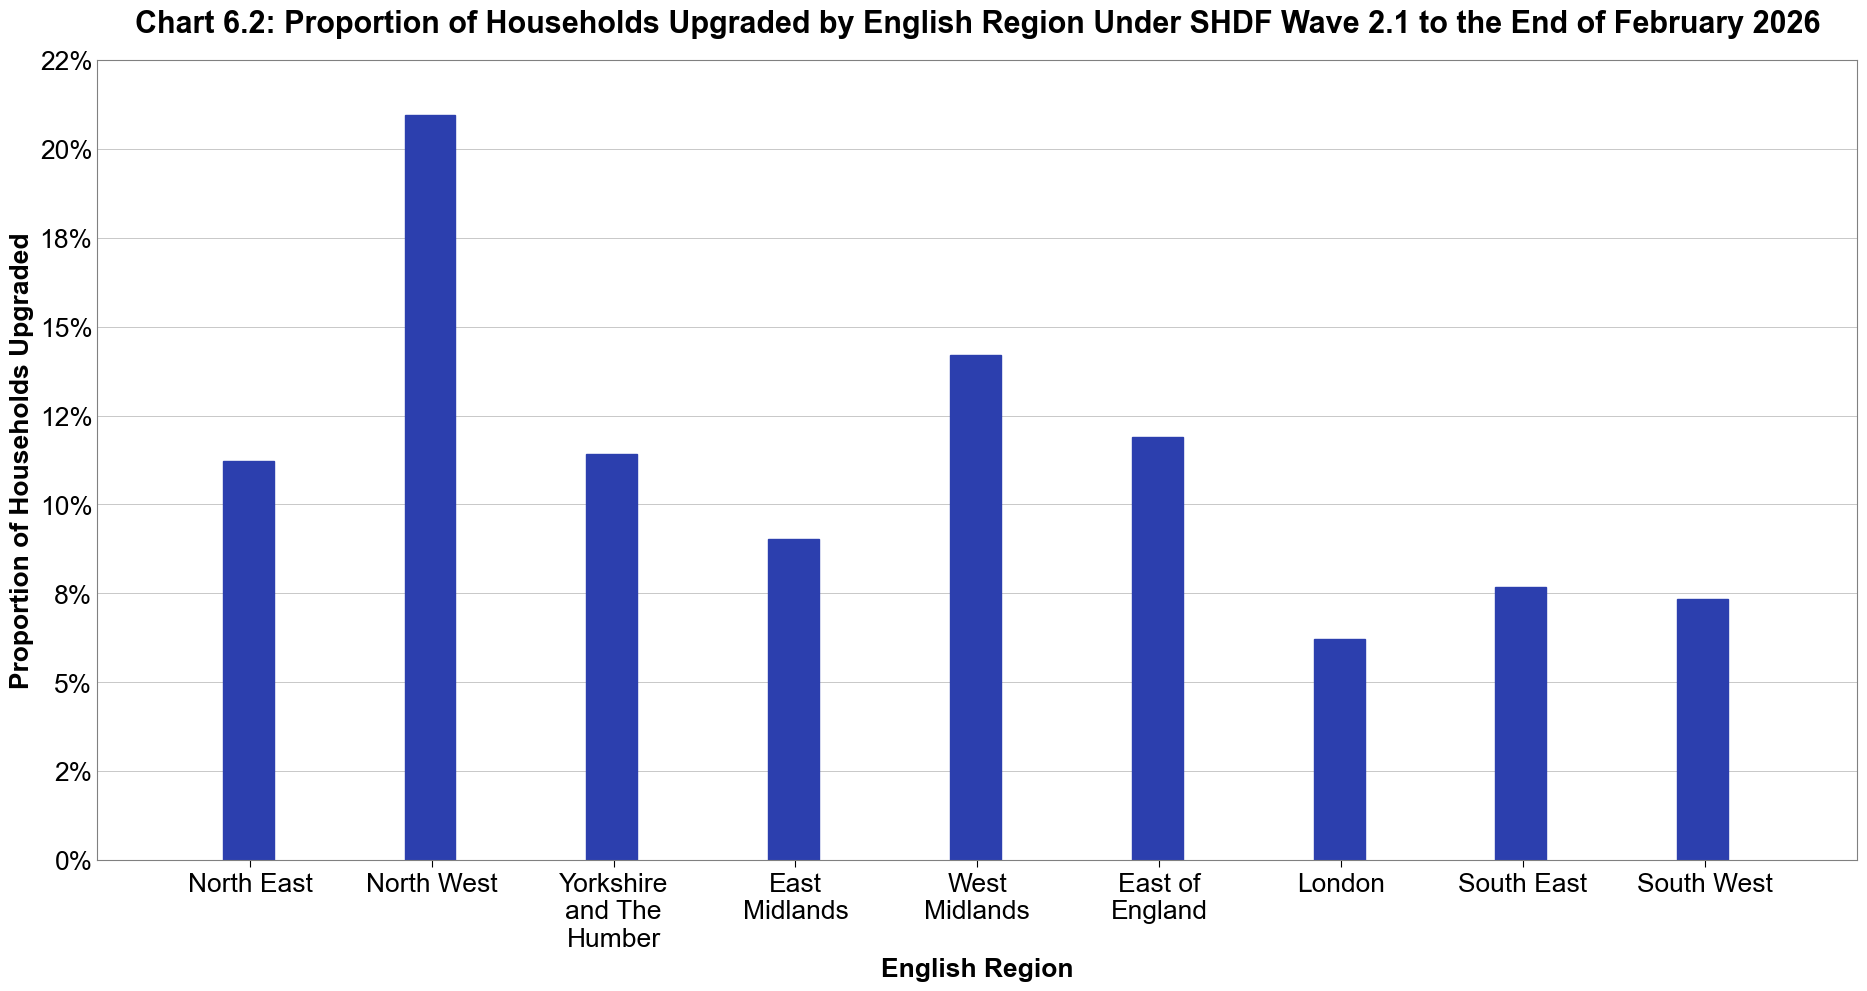 Chart 6.2: Proportion of Households Upgraded by English Region Under SHDF Wave 2.1 to the End of February 2026
Proportion of Households Upgraded
22%
20%
18%
15%
12%
10%
8%
5%
2%
0%
North East
North West
Yorkshire
and The
Humber
East
Midlands
West
Midlands
East of
England
London
South East
South West
English Region